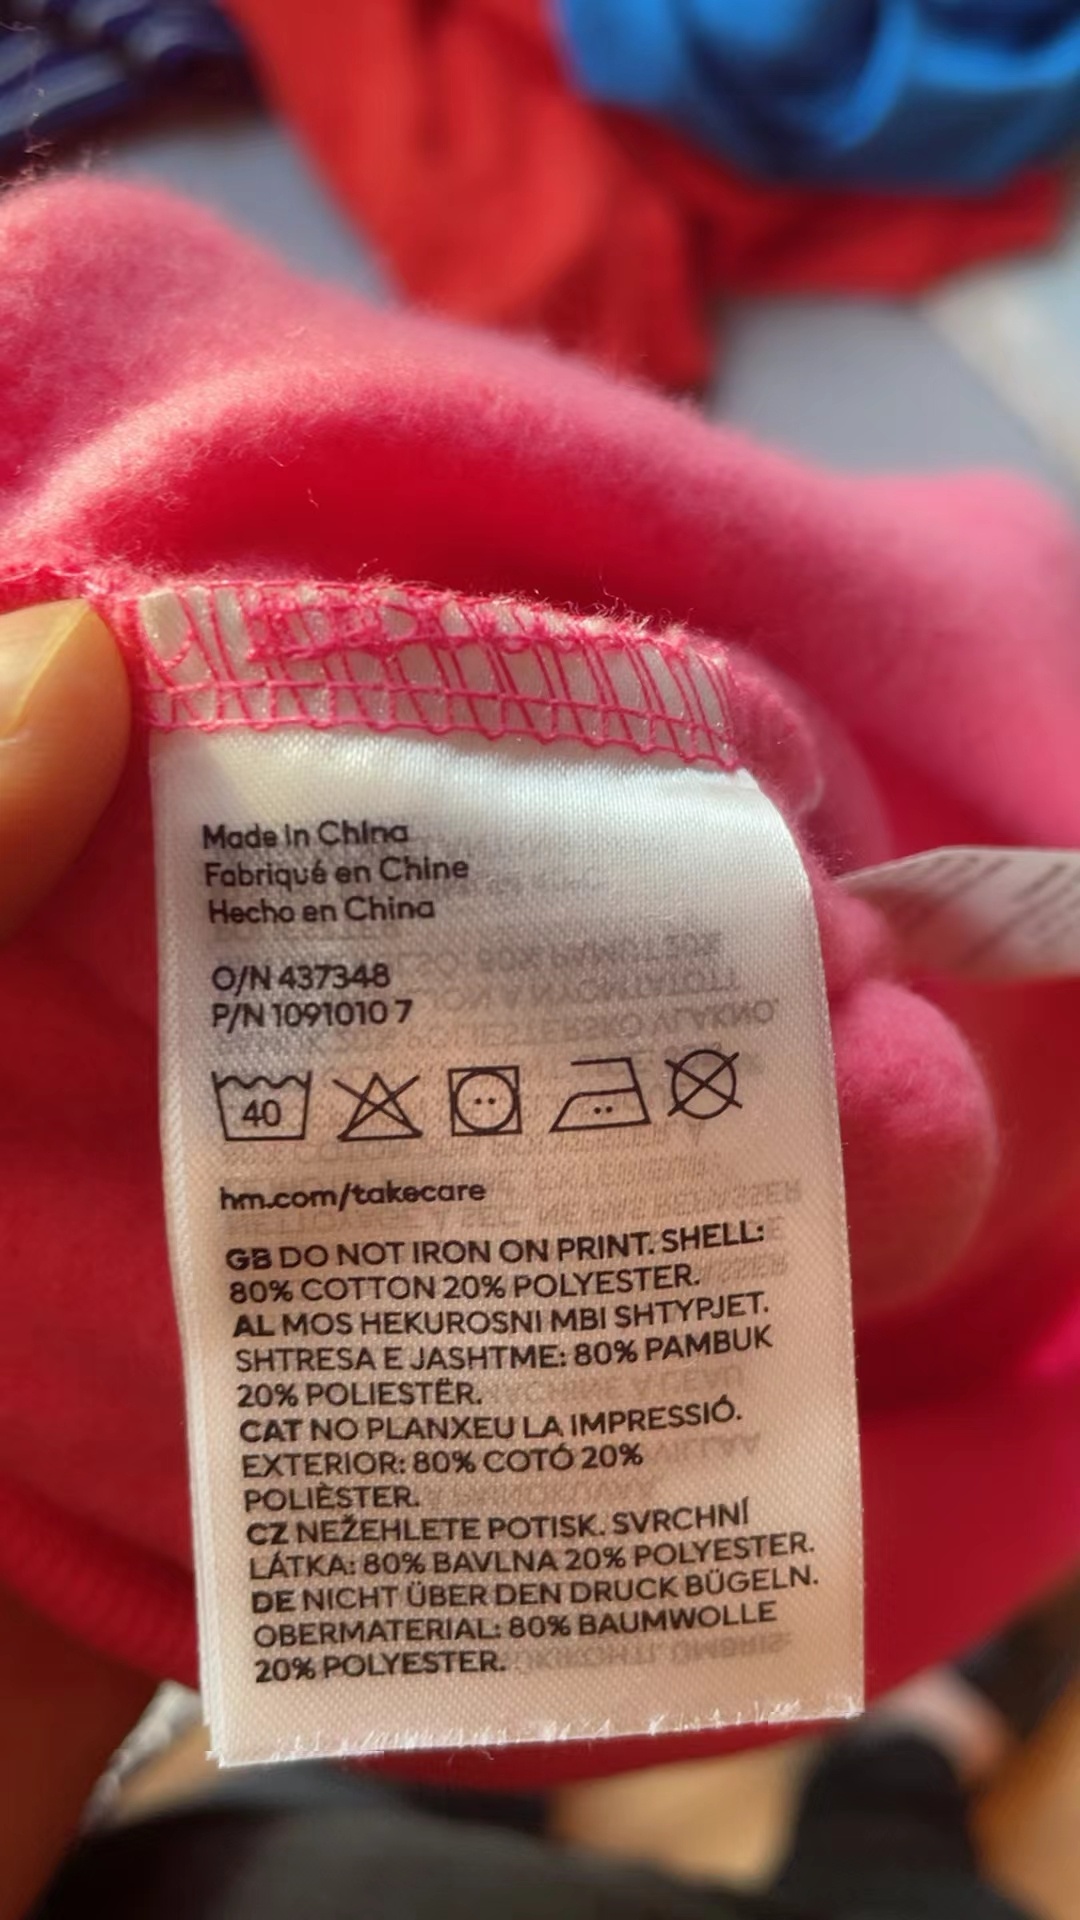 Made in China
Fabriqué en Chine
Hecho en China
O/N 437348
P/N 1091010 7
40
hm.com/takecare
GB DO NOT IRON ON PRINT. SHELL:
80% COTTON 20% POLYESTER.
AL MOS HEKUROSNI MBI SHTYPJET.
SHTRESA E JASHTME: 80% PAMBUK
20% POLIESTËR.
CAT NO PLANXEU LA IMPRESSIÓ.
EXTERIOR: 80% COTÓ 20%
POLIÈSTER.
CZ NEŽEHLETE POTISK. SVRCHNÍ
LÁTKA: 80% BAVLNA 20% POLYESTER.
DE NICHT ÜBER DEN DRUCK BÜGELN.
OBERMATERIAL: 80% BAUMWOLLE
20% POLYESTER.